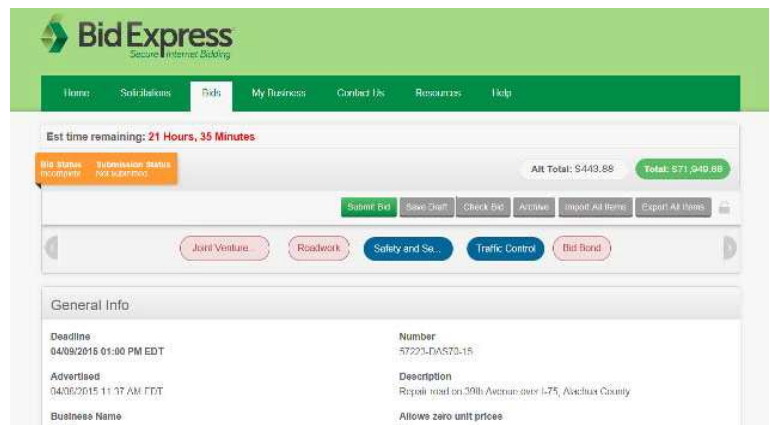 Bid Express
Secure Internet Bidding
Home Solicitations Bids My Business Contact Us Resources Help
Est time remaining: 21 Hours, 35 Minutes
Bid Status Submission Status
Incomplete Not submitted
Alt Total: $443.88 Total: $71,949.88
Submit Bid Save Draft Check Bid Archive Import All Items Export All Items
Joint Venture... Roadwork Safety and Se... Traffic Control Bid Bond
General Info
Deadline Number
04/09/2015 01:00 PM EDT 57223-DAS70-15
Advertised Description
04/08/2015 11:37 AM EDT Repair road on 39th Avenue over I-75, Alachua County
Business Name Allows zero unit prices